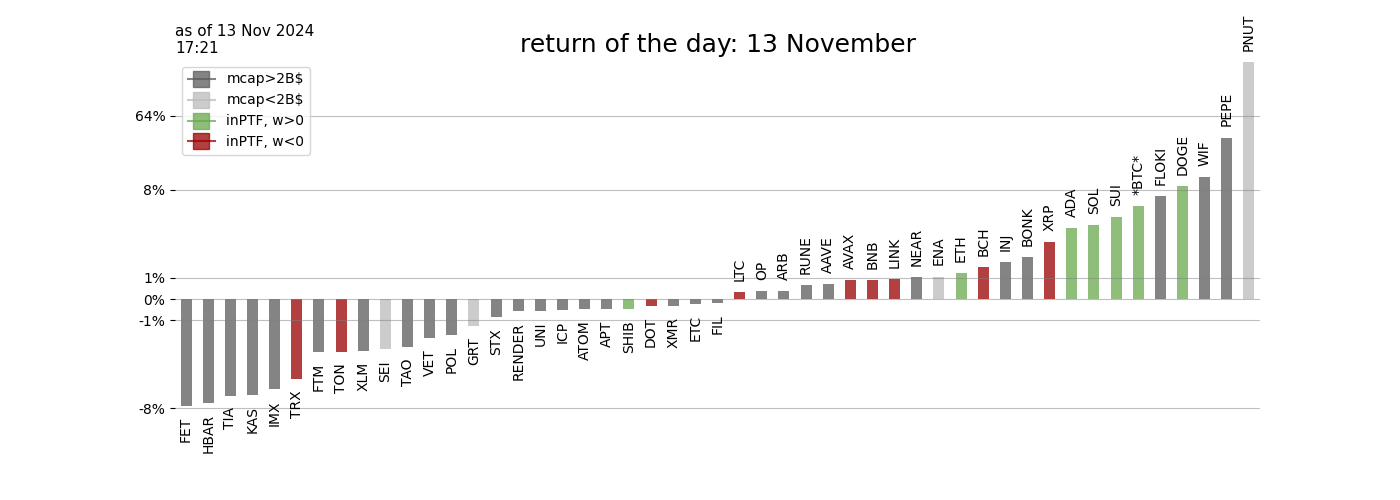 as of 13 Nov 2024
17:21
return of the day: 13 November
mcap>2B$
mcap<2B$
inPTF, w>0
inPTF, w<0
64%
8%
1%
0%
-1%
-8%
FET
HBAR
TIA
KAS
IMX
TRX
FTM
TON
XLM
SEI
TAO
VET
POL
GRT
STX
RENDER
UNI
ICP
ATOM
APT
SHIB
DOT
XMR
ETC
FIL
LTC
OP
ARB
RUNE
AAVE
AVAX
BNB
LINK
NEAR
ENA
ETH
BCH
INJ
BONK
XRP
ADA
SOL
SUI
*BTC*
FLOKI
DOGE
WIF
PEPE
PNUT